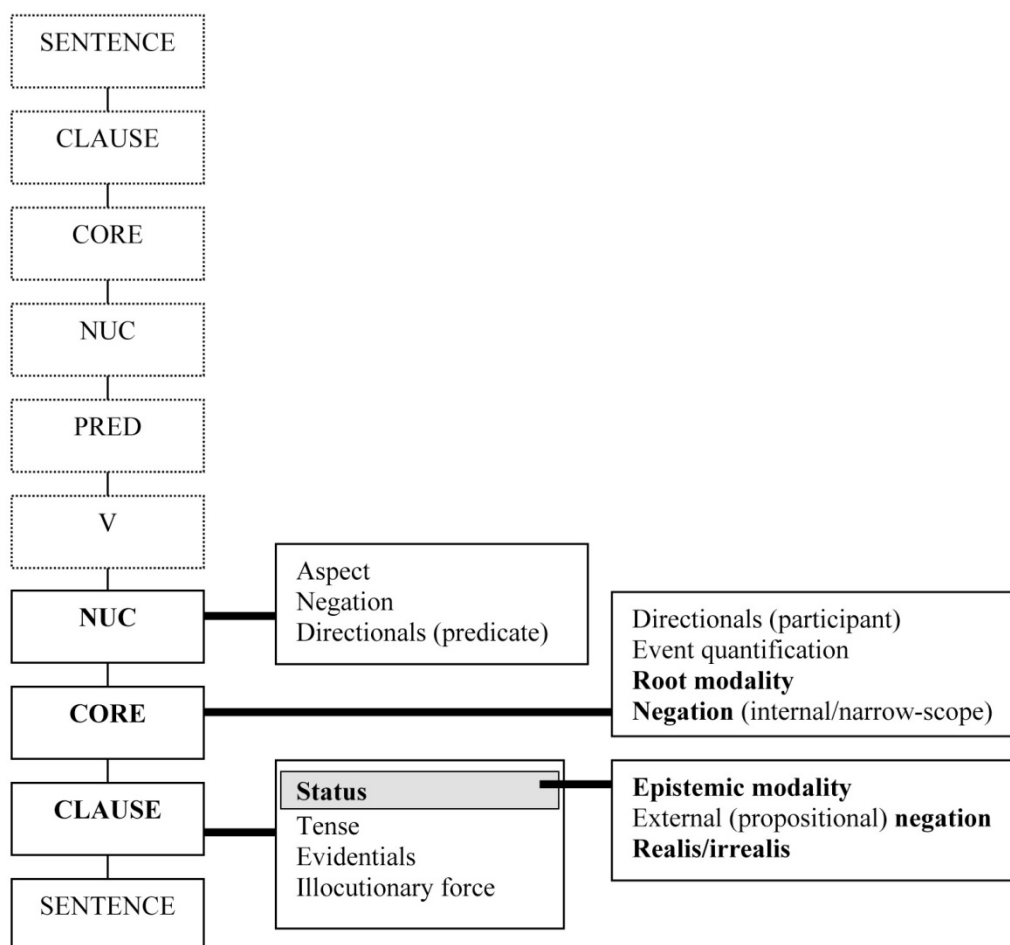 SENTENCE
CLAUSE
CORE
NUC
PRED
V
NUC
Aspect
Negation
Directionals (predicate)
CORE
Directionals (participant)
Event quantification
Root modality
Negation (internal/narrow-scope)
CLAUSE
Status
Tense
Evidentials
Illocutionary force
Epistemic modality
External (propositional) negation
Realis/irrealis
SENTENCE